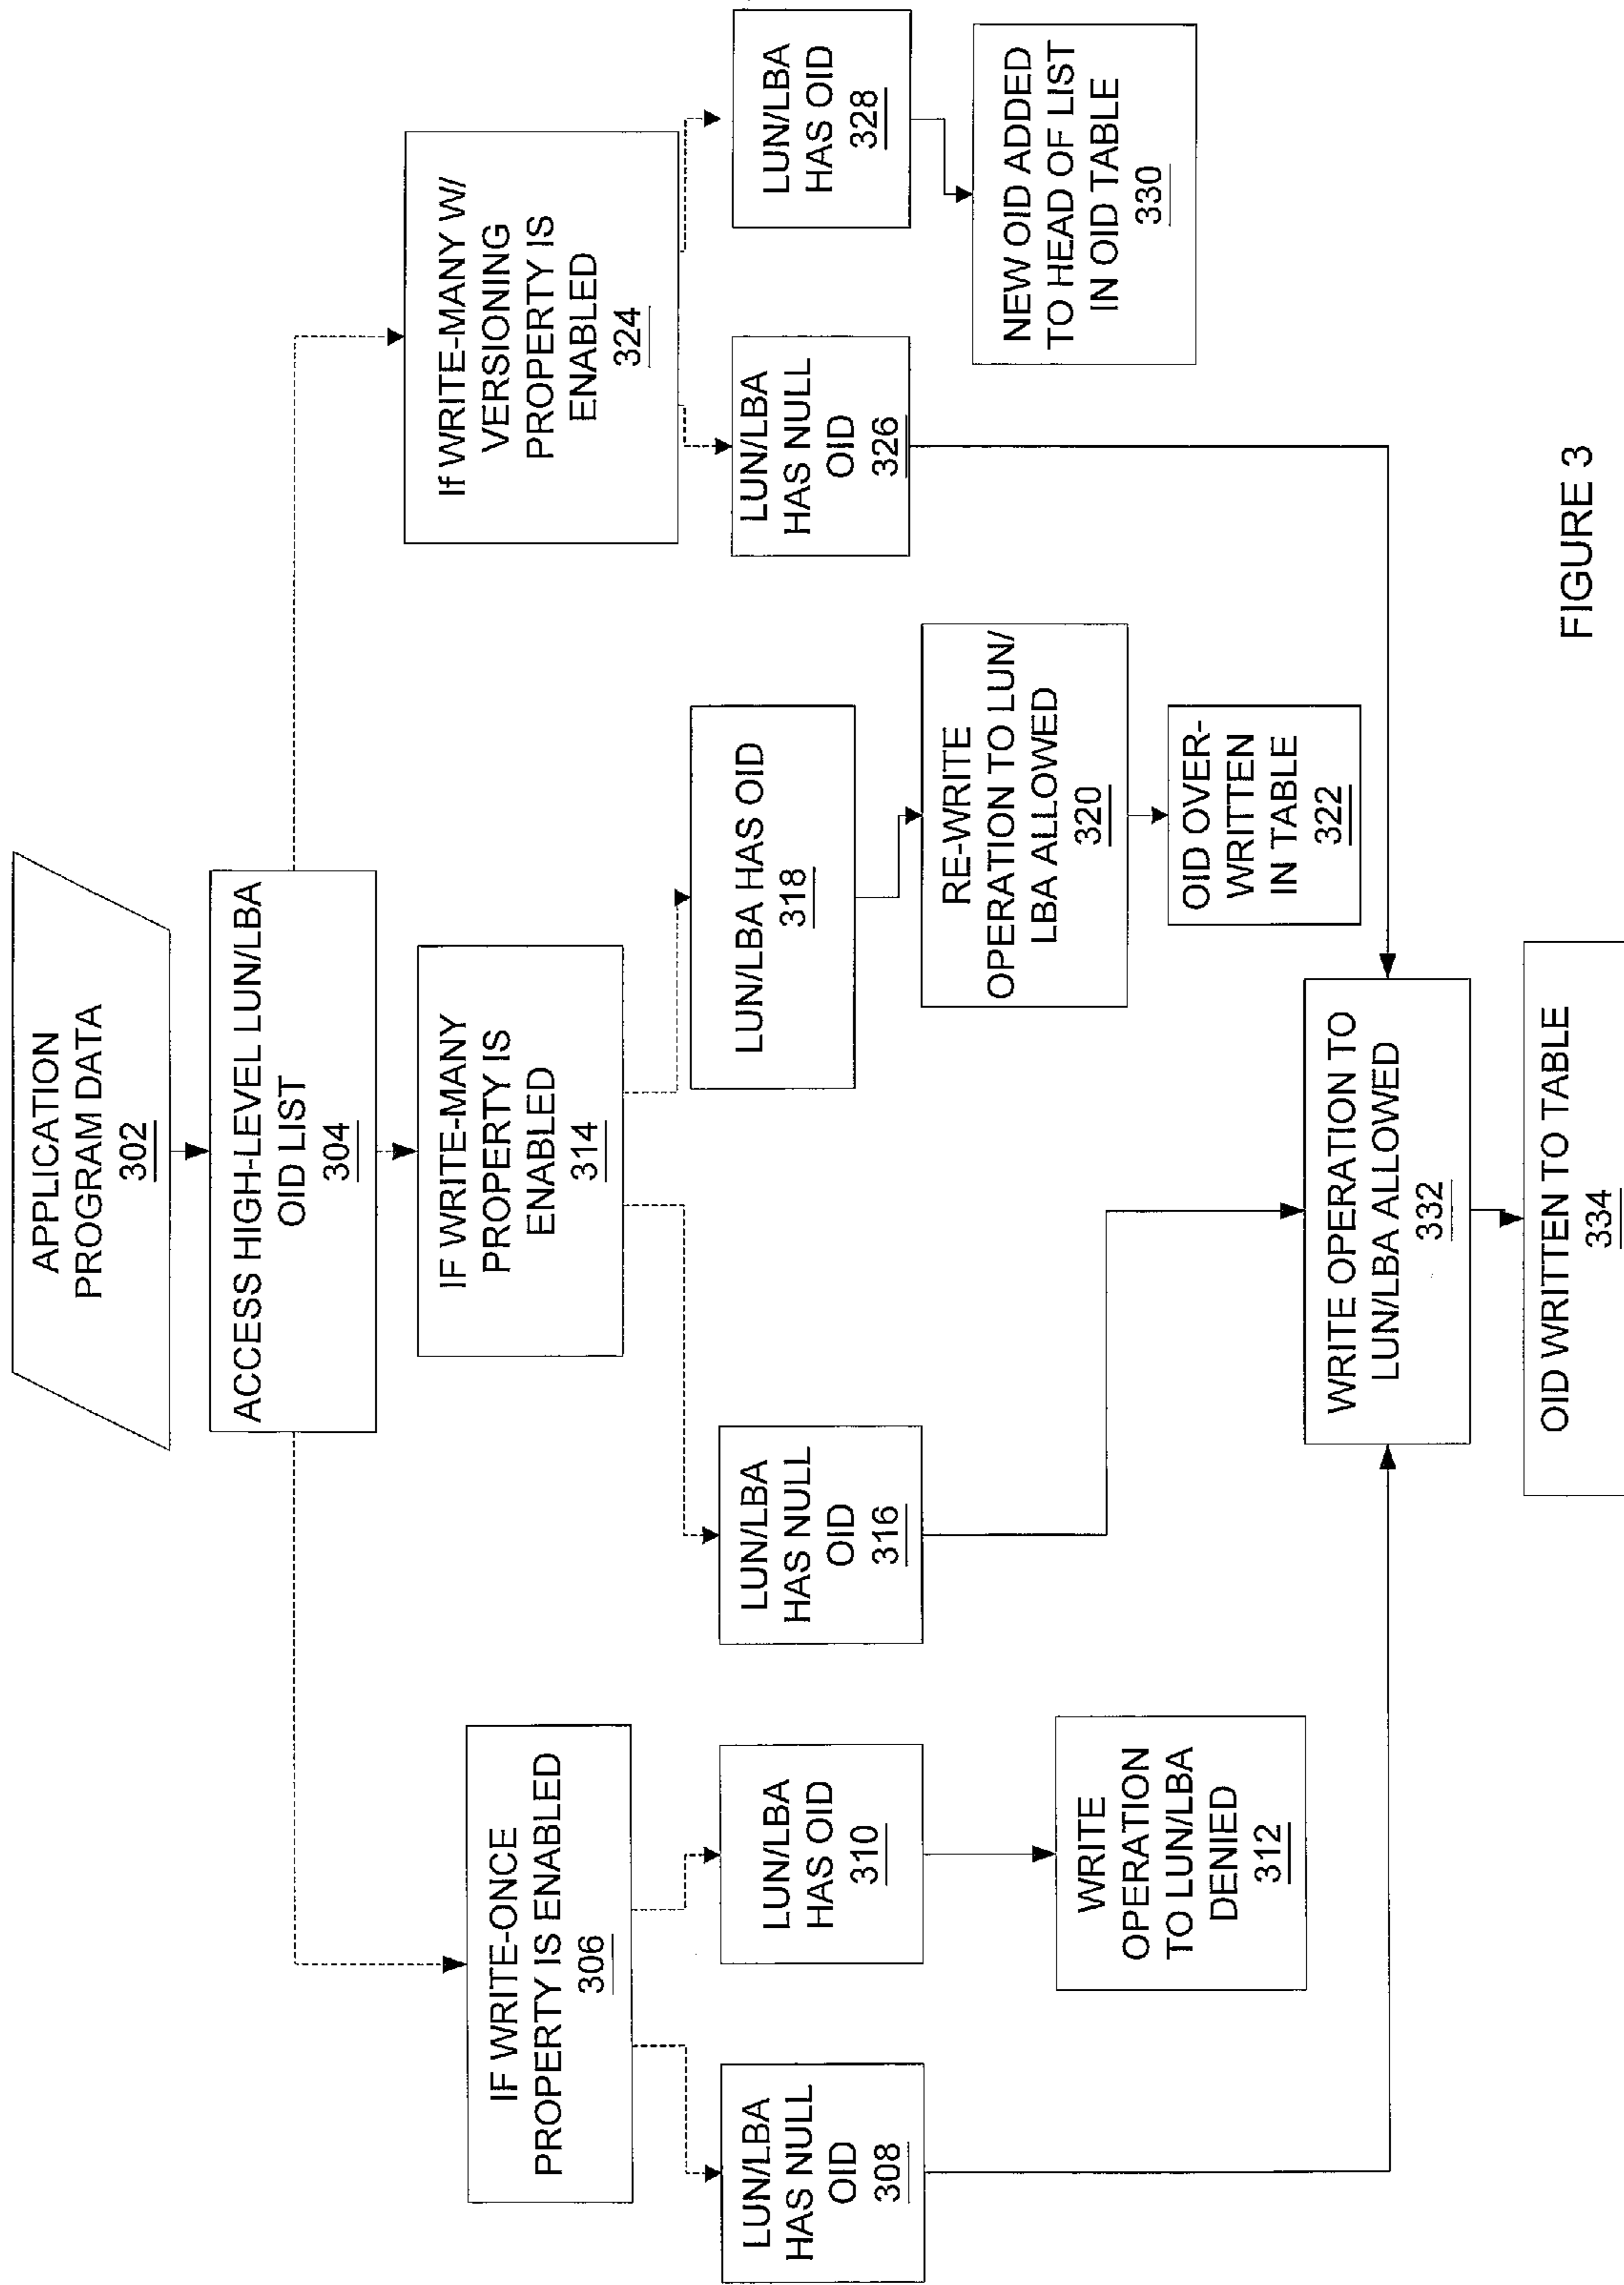 APPLICATION
PROGRAM DATA
302
ACCESS HIGH-LEVEL LUN/LBA
OID LIST
304
IF WRITE-ONCE
PROPERTY IS ENABLED
306
IF WRITE-MANY
PROPERTY IS
ENABLED
314
If WRITE-MANY W/
VERSIONING
PROPERTY IS
ENABLED
324
LUN/LBA
HAS NULL
OID
308
LUN/LBA
HAS OID
310
LUN/LBA
HAS NULL
OID
316
LUN/LBA HAS OID
318
LUN/LBA
HAS NULL
OID
326
LUN/LBA
HAS OID
328
WRITE
OPERATION
TO LUN/LBA
DENIED
312
RE-WRITE
OPERATION TO LUN/
LBA ALLOWED
320
NEW OID ADDED
TO HEAD OF LIST
IN OID TABLE
330
OID OVER-
WRITTEN
IN TABLE
322
WRITE OPERATION TO
LUN/LBA ALLOWED
332
OID WRITTEN TO TABLE
334
FIGURE 3